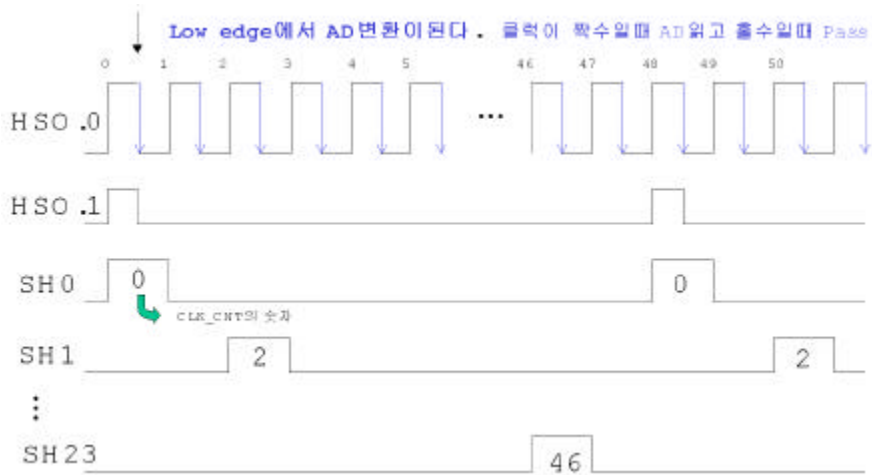 Low edge에서 AD변환이된다. 클럭이 짝수일때 AD읽고 홀수일때 Pass
0 1 2 3 4 5 46 47 48 49 50
HSO.0 ...
HSO.1
SH0 0 0
CLK_CNT의 숫자
SH1 2 2
SH23 46